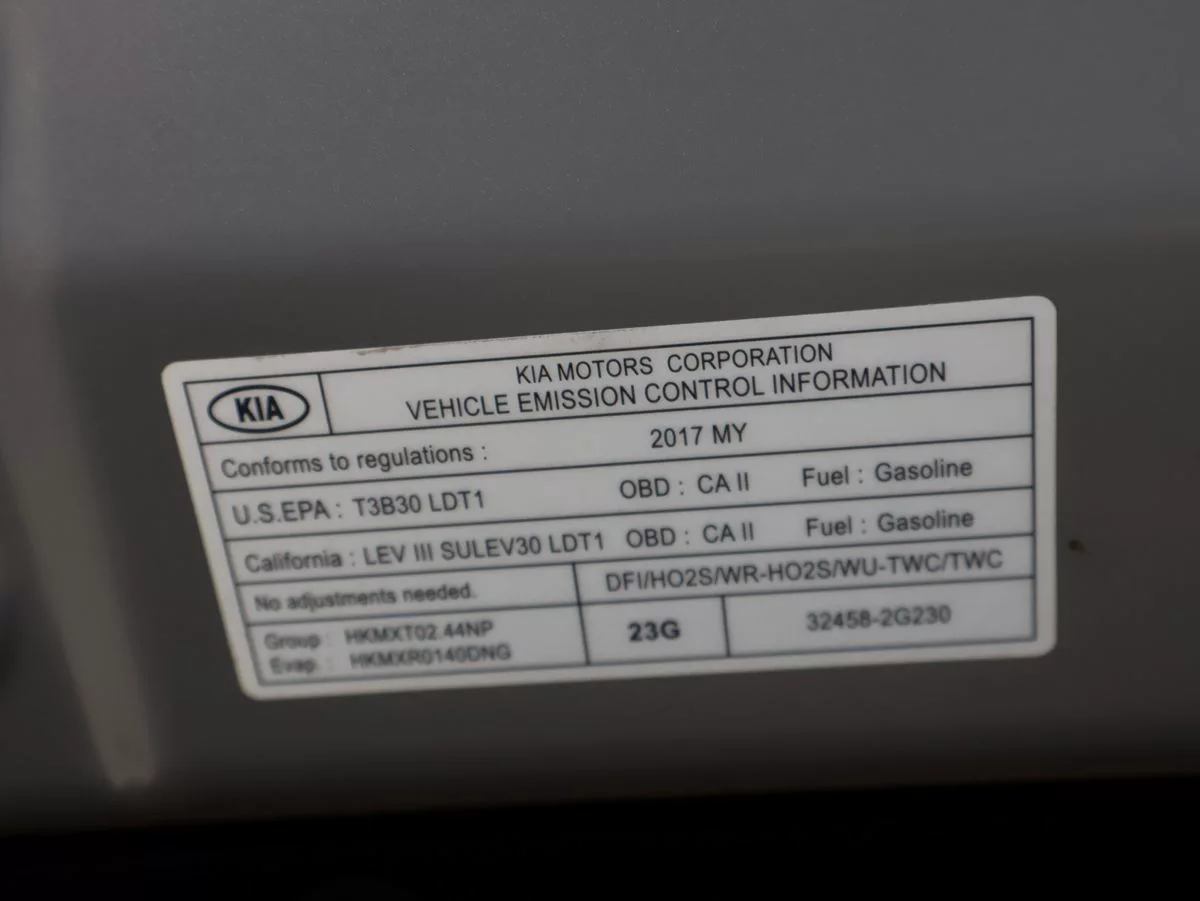 KIA
KIA MOTORS CORPORATION
VEHICLE EMISSION CONTROL INFORMATION
Conforms to regulations : 2017 MY
U.S.EPA : T3B30 LDT1 OBD : CA II Fuel : Gasoline
California : LEV III SULEV30 LDT1 OBD : CA II Fuel : Gasoline
No adjustments needed. DFI/HO2S/WR-HO2S/WU-TWC/TWC
Group : HKMXT02.44NP
Evap. : HKMXR0140DNG
23G
32458-2G230